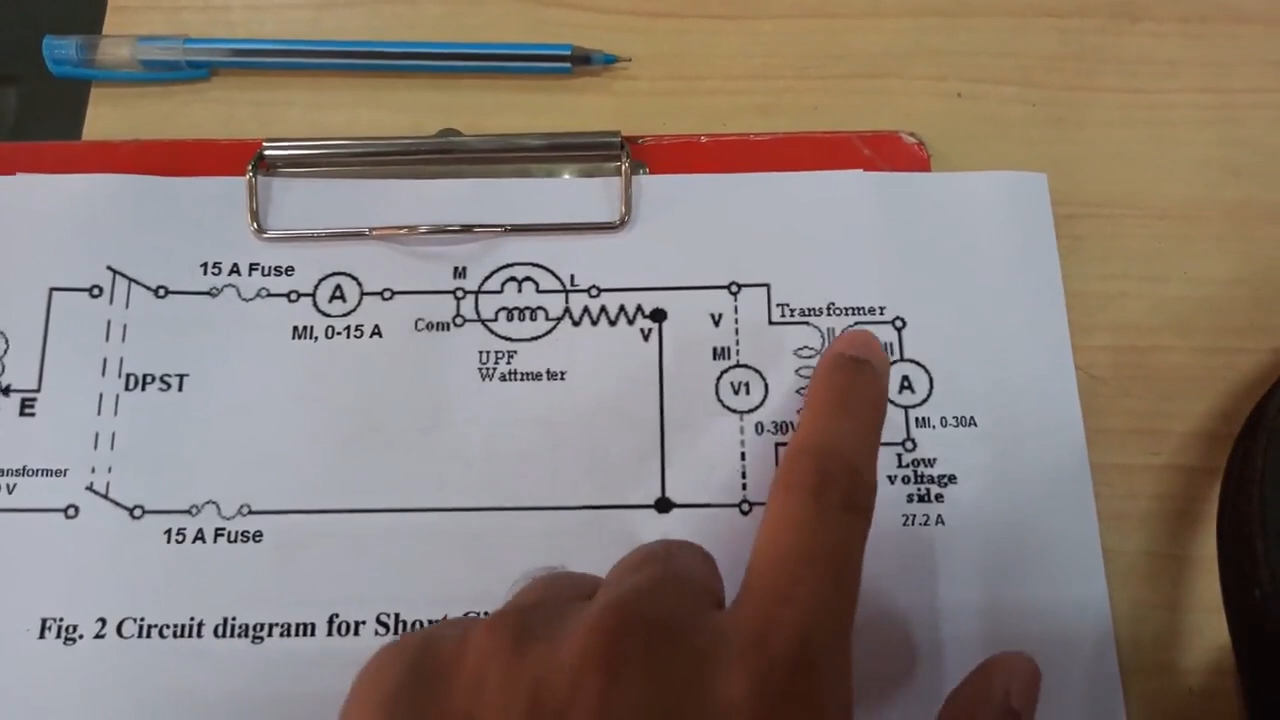 15 A Fuse
A
MI, 0-15 A
M
L
Com
V
UPF
Wattmeter
DPST
E
V
MI
V1
0-30V
Transformer
A
MI, 0-30A
Low
voltage
side
27.2 A
V
15 A Fuse
Fig. 2 Circuit diagram for